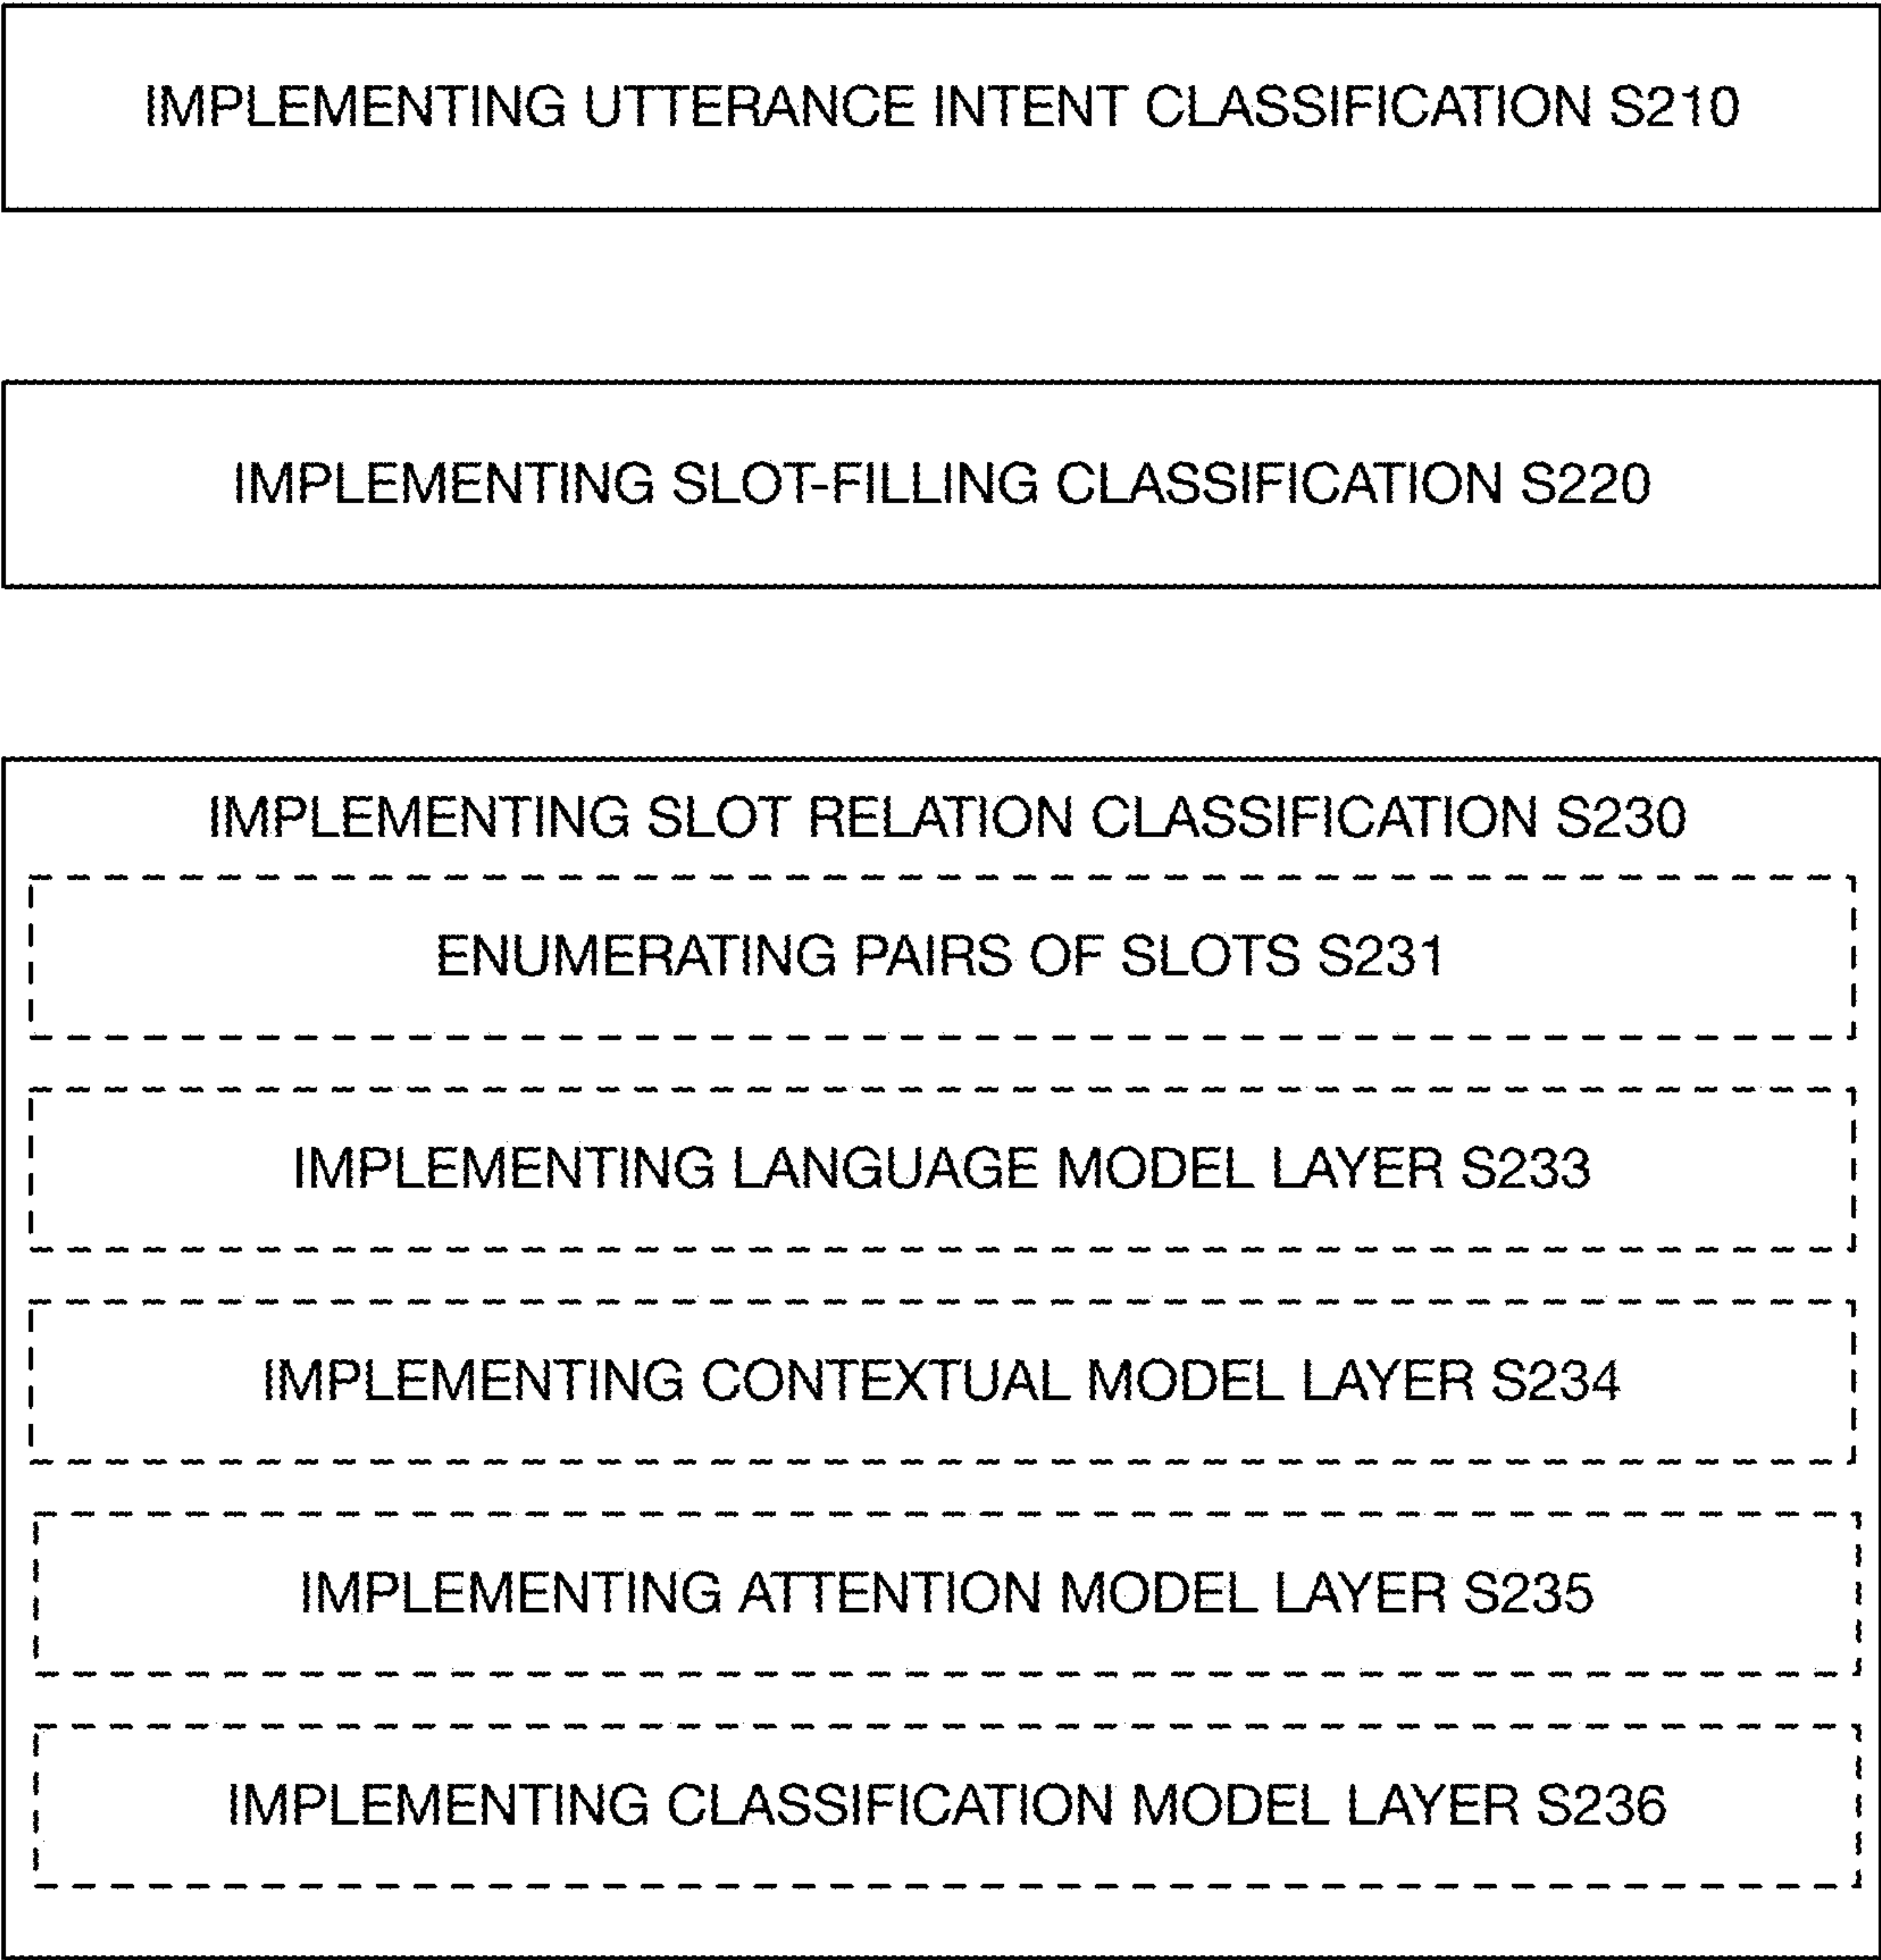 IMPLEMENTING UTTERANCE INTENT CLASSIFICATION S210
IMPLEMENTING SLOT-FILLING CLASSIFICATION S220
IMPLEMENTING SLOT RELATION CLASSIFICATION S230
ENUMERATING PAIRS OF SLOTS S231
IMPLEMENTING LANGUAGE MODEL LAYER S233
IMPLEMENTING CONTEXTUAL MODEL LAYER S234
IMPLEMENTING ATTENTION MODEL LAYER S235
IMPLEMENTING CLASSIFICATION MODEL LAYER S236